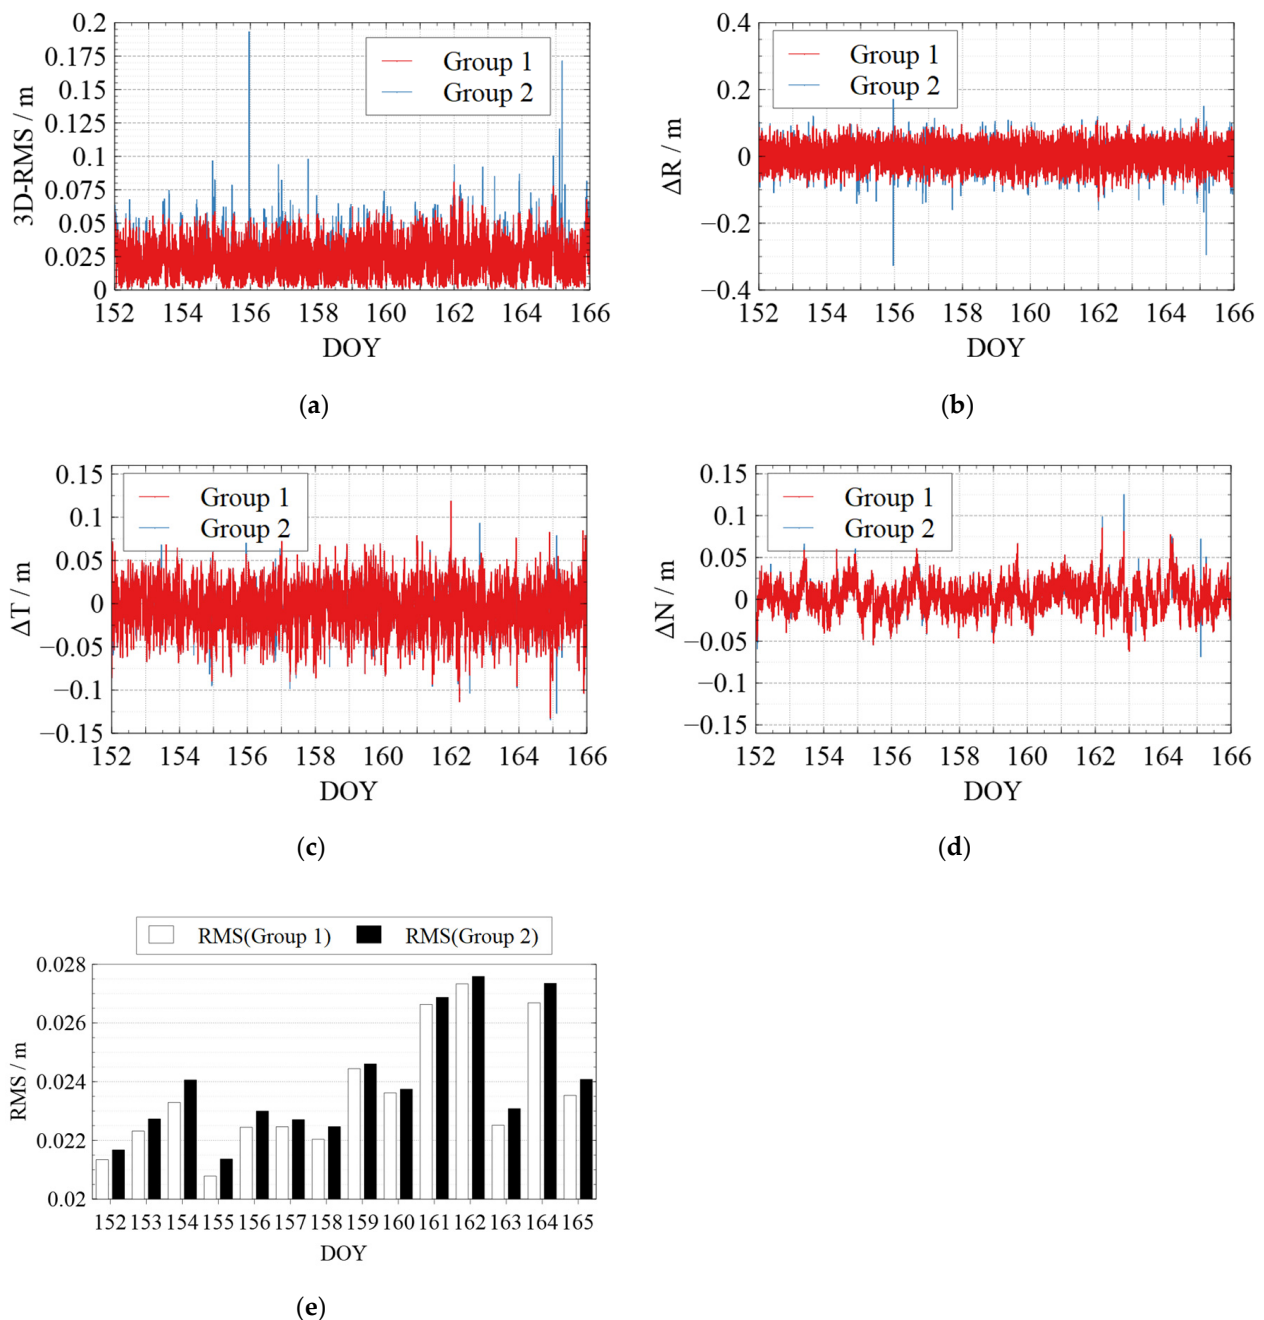 3D-RMS / m
0.2
0.175
0.15
0.125
0.1
0.075
0.05
0.025
0
Group 1
Group 2
152 154 156 158 160 162 164 166
DOY
(a)
ΔR / m
0.4
0.2
0
−0.2
−0.4
Group 1
Group 2
152 154 156 158 160 162 164 166
DOY
(b)
ΔT / m
0.15
0.1
0.05
0
−0.05
−0.1
−0.15
Group 1
Group 2
152 154 156 158 160 162 164 166
DOY
(c)
ΔN / m
0.15
0.1
0.05
0
−0.05
−0.1
−0.15
Group 1
Group 2
152 154 156 158 160 162 164 166
DOY
(d)
RMS(Group 1) RMS(Group 2)
RMS / m
0.028
0.026
0.024
0.022
0.02
152 153 154 155 156 157 158 159 160 161 162 163 164 165
DOY
(e)